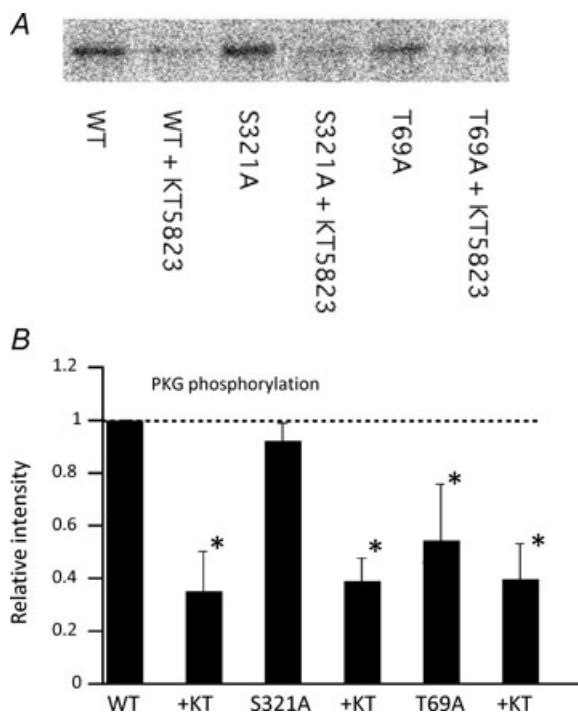 A
WT
WT + KT5823
S321A
S321A + KT5823
T69A
T69A + KT5823
B
1.2
PKG phosphorylation
1
0.8
0.6
0.4
0.2
0
Relative intensity
*
*
*
*
WT +KT S321A +KT T69A +KT